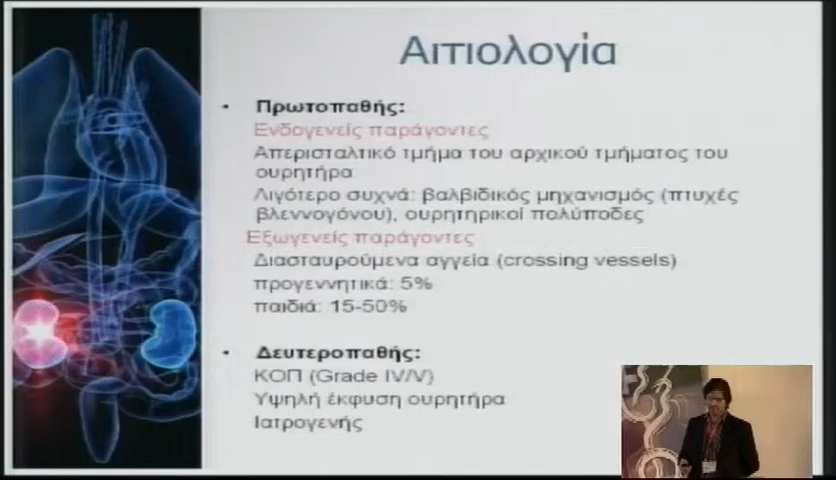 Αιτιολογία
• Πρωτοπαθής:
Ενδογενείς παράγοντες
Απερισταλτικό τμήμα του αρχικού τμήματος του
ουρητήρα
Λιγότερο συχνά: βαλβιδικός μηχανισμός (πτυχές
βλεννογόνου), ουρητηρικοί πολύποδες
Εξωγενείς παράγοντες
Διασταυρούμενα αγγεία (crossing vessels)
προγεννητικά: 5%
παιδιά: 15-50%
• Δευτεροπαθής:
ΚΟΠ (Grade IV/V)
Υψηλή έκφυση ουρητήρα
Ιατρογενής